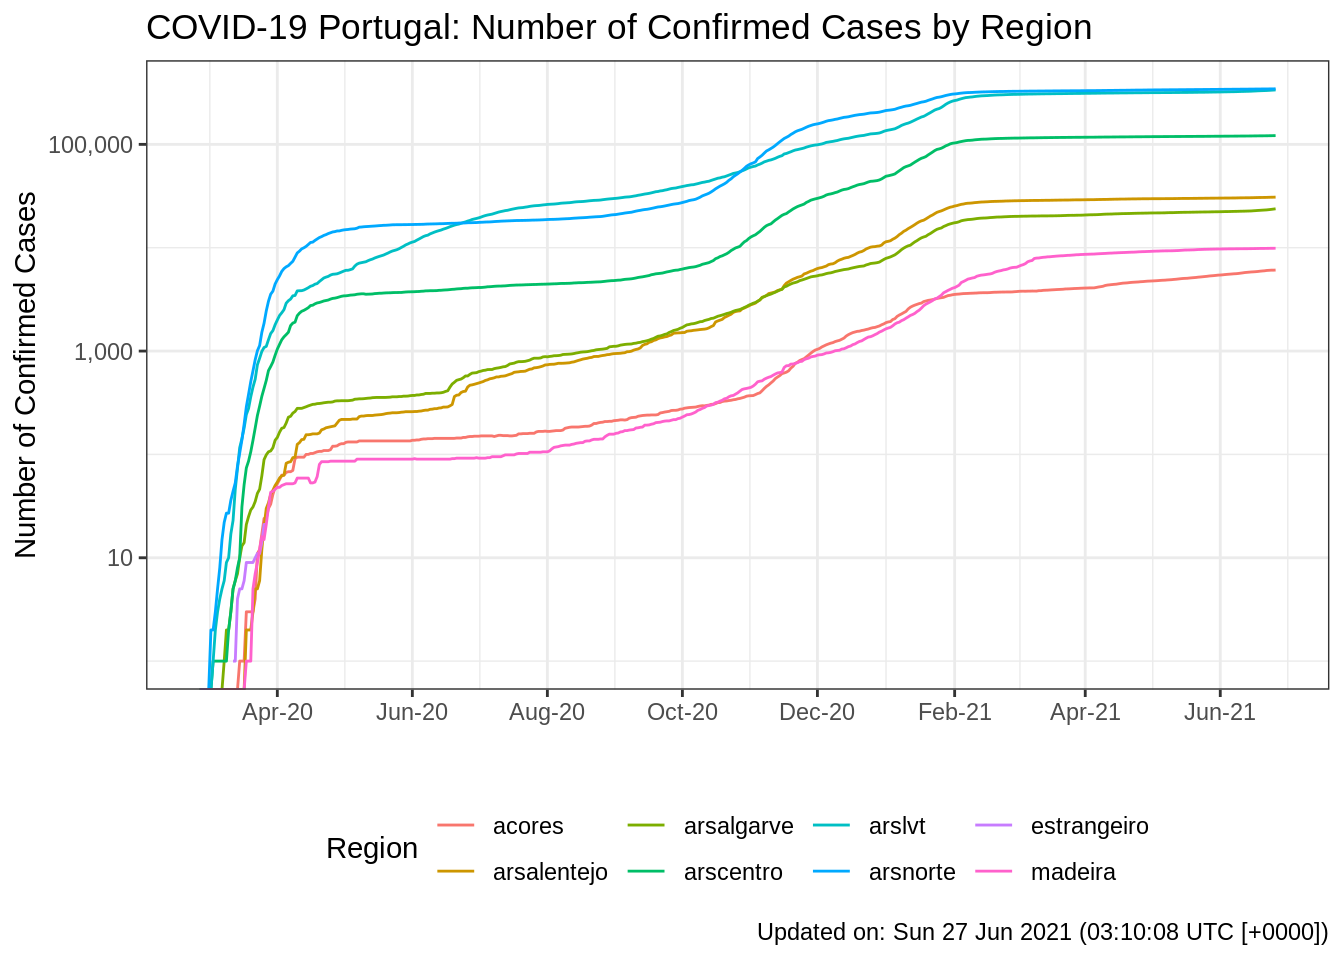 COVID-19 Portugal: Number of Confirmed Cases by Region
Number of Confirmed Cases
100,000
1,000
10
Apr-20 Jun-20 Aug-20 Oct-20 Dec-20 Feb-21 Apr-21 Jun-21
Region
acores arsalgarve arslvt estrangeiro
arsalentejo arscentro arsnorte madeira
Updated on: Sun 27 Jun 2021 (03:10:08 UTC [+0000])